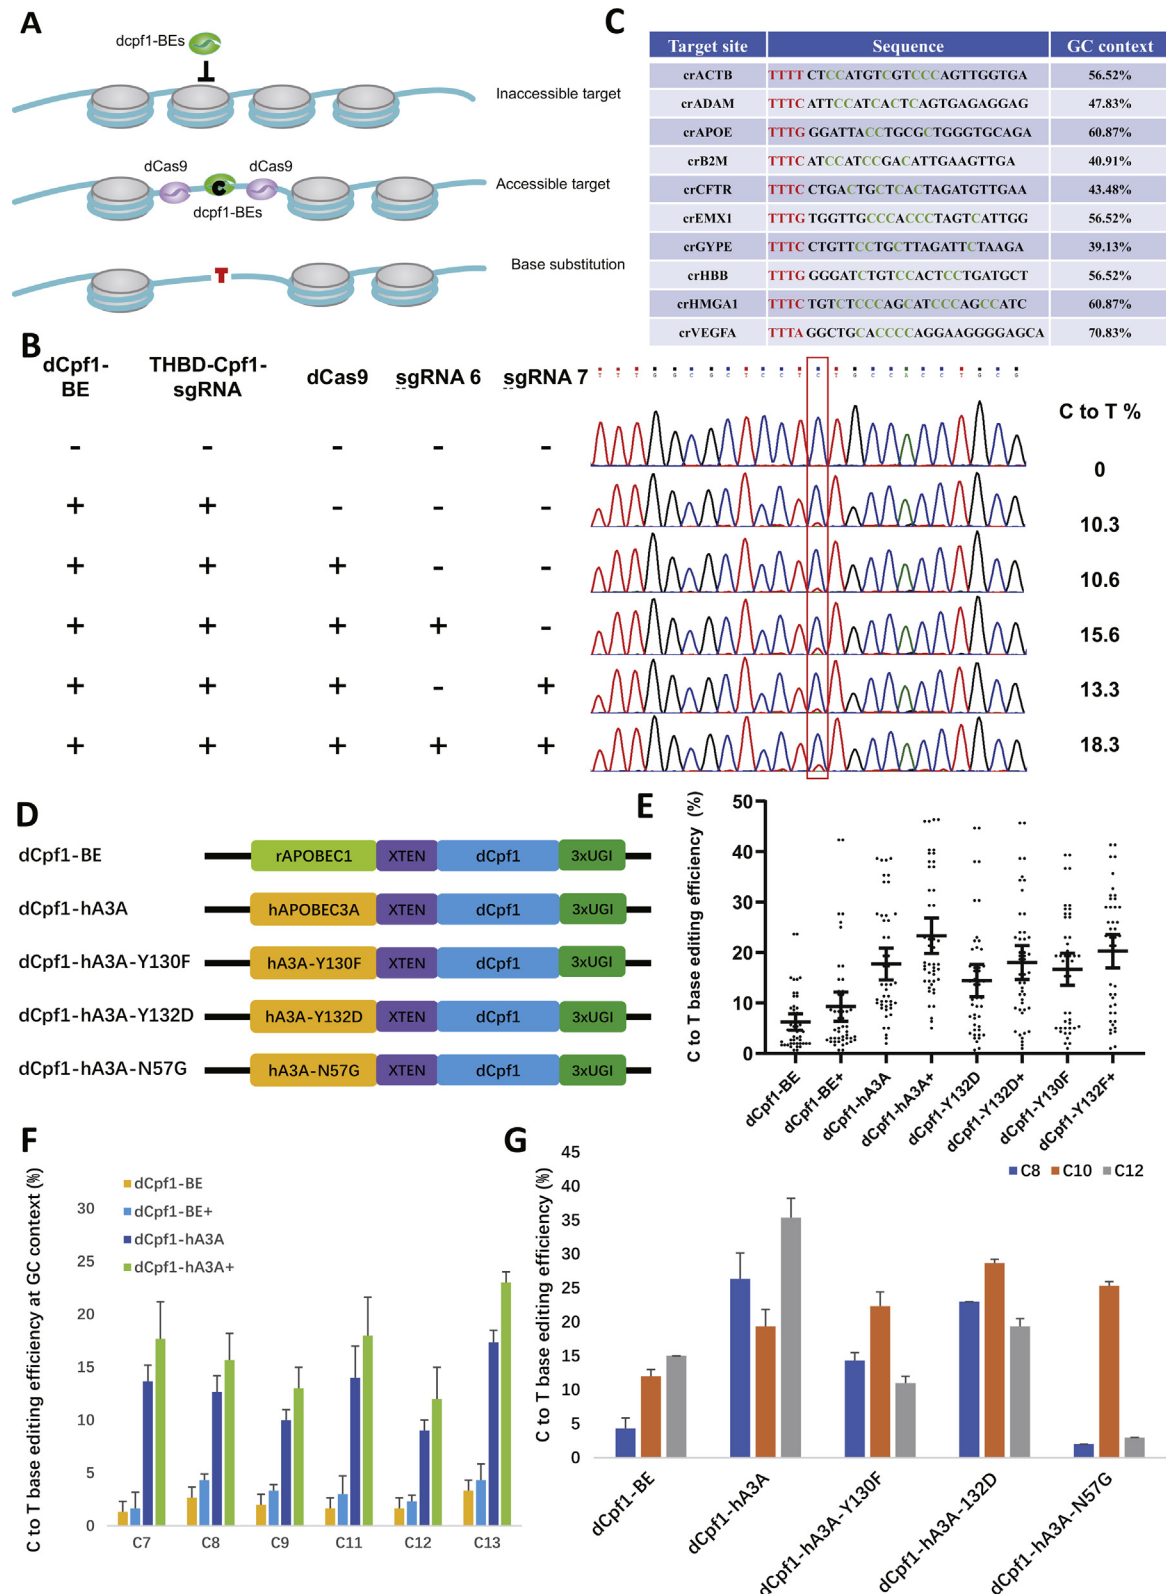 A
dcpf1-BEs
Inaccessible target
dCas9
dCas9
C
dcpf1-BEs
Accessible target
T
Base substitution
C
Target site Sequence GC context
crACTB TTTT CTCCATGTCGTCCCAGTTGGTGA 56.52%
crADAM TTTC ATTCCATCACTCAGTGAGAGGAG 47.83%
crAPOE TTTG GGATTACCTGCGCTGGGTGCAGA 60.87%
crB2M TTTC ATCCATCCGACATTGAAGTTGA 40.91%
crCFTR TTTC CTGACTGCTCACTAGATGTTGAA 43.48%
crEMX1 TTTG TGGTTGCCCACCCTAGTCATTGG 56.52%
crGYPE TTTC CTGTTCCTGCTTAGATTCTAAGA 39.13%
crHBB TTTG GGGATCTGTCCACTCCTGATGCT 56.52%
crHMGA1 TTTC TGTCTCCCAGCATCCCAGCCATC 60.87%
crVEGFA TTTA GGCTGCACCCCAGGAAGGGGAGCA 70.83%
B
dCpf1-BE THBD-Cpf1-sgRNA dCas9 sgRNA 6 sgRNA 7 C to T %
T T T G G C G C T C C T C T G C C A C C T G C G
- - - - - 0
+ + - - - 10.3
+ + + - - 10.6
+ + + + - 15.6
+ + + - + 13.3
+ + + + + 18.3
D
dCpf1-BE rAPOBEC1 XTEN dCpf1 3xUGI
dCpf1-hA3A hAPOBEC3A XTEN dCpf1 3xUGI
dCpf1-hA3A-Y130F hA3A-Y130F XTEN dCpf1 3xUGI
dCpf1-hA3A-Y132D hA3A-Y132D XTEN dCpf1 3xUGI
dCpf1-hA3A-N57G hA3A-N57G XTEN dCpf1 3xUGI
E
C to T base editing efficiency (%)
50
40
30
20
10
0
dCpf1-BE
dCpf1-BE+
dCpf1-hA3A
dCpf1-hA3A+
dCpf1-Y132D
dCpf1-Y132D+
dCpf1-Y130F
dCpf1-Y132F+
F
C to T base editing efficiency at GC context (%)
dCpf1-BE
dCpf1-BE+
dCpf1-hA3A
dCpf1-hA3A+
30
25
20
15
10
5
0
C7 C8 C9 C11 C12 C13
G
C to T base editing efficiency (%)
C8 C10 C12
45
40
35
30
25
20
15
10
5
0
dCpf1-BE
dCpf1-hA3A
dCpf1-hA3A-Y130F
dCpf1-hA3A-132D
dCpf1-hA3A-N57G